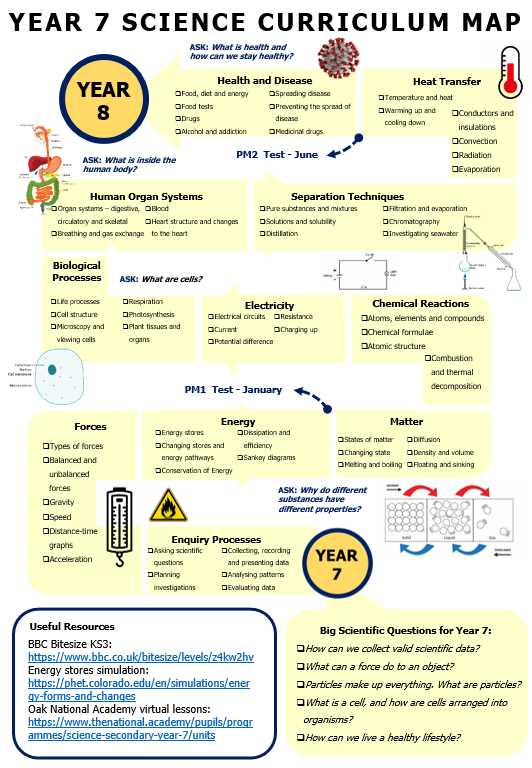 YEAR 7 SCIENCE CURRICULUM MAP
ASK: What is health and
how can we stay healthy?
YEAR
8
Health and Disease
❑Food, diet and energy
❑Food tests
❑Drugs
❑Alcohol and addiction
❑Spreading disease
❑Preventing the spread of
disease
❑Medicinal drugs
Heat Transfer
❑Temperature and heat
❑Warming up and
cooling down
❑Conductors and
insulations
❑Convection
❑Radiation
❑Evaporation
PM2 Test - June
ASK: What is inside the
human body?
Human Organ Systems
❑Organ systems – digestive,
circulatory and skeletal
❑Breathing and gas exchange
❑Blood
❑Heart structure and changes
to the heart
Separation Techniques
❑Pure substances and mixtures
❑Solutions and solubility
❑Distillation
❑Filtration and evaporation
❑Chromatography
❑Investigating seawater
Biological
Processes
ASK: What are cells?
❑Life processes
❑Cell structure
❑Microscopy and
viewing cells
❑Respiration
❑Photosynthesis
❑Plant tissues and
organs
Electricity
❑Electrical circuits
❑Current
❑Potential difference
❑Resistance
❑Charging up
Chemical Reactions
❑Atoms, elements and compounds
❑Chemical formulae
❑Atomic structure
❑Combustion
and thermal
decomposition
PM1 Test - January
Forces
❑Types of forces
❑Balanced and
unbalanced
forces
❑Gravity
❑Speed
❑Distance-time
graphs
❑Acceleration
Energy
❑Energy stores
❑Changing stores and
energy pathways
❑Conservation of Energy
❑Dissipation and
efficiency
❑Sankey diagrams
Matter
❑States of matter
❑Changing state
❑Melting and boiling
❑Diffusion
❑Density and volume
❑Floating and sinking
ASK: Why do different
substances have
different properties?
Solid
Liquid
Gas
Enquiry Processes
❑Asking scientific
questions
❑Planning
investigations
❑Collecting, recording
and presenting data
❑Analysing patterns
❑Evaluating data
YEAR
7
Useful Resources
BBC Bitesize KS3:
https://www.bbc.co.uk/bitesize/levels/z4kw2hv
Energy stores simulation:
https://phet.colorado.edu/en/simulations/ener
gy-forms-and-changes
Oak National Academy virtual lessons:
https://www.thenational.academy/pupils/progr
ammes/science-secondary-year-7/units
Big Scientific Questions for Year 7:
❑How can we collect valid scientific data?
❑What can a force do to an object?
❑Particles make up everything. What are particles?
❑What is a cell, and how are cells arranged into
organisms?
❑How can we live a healthy lifestyle?